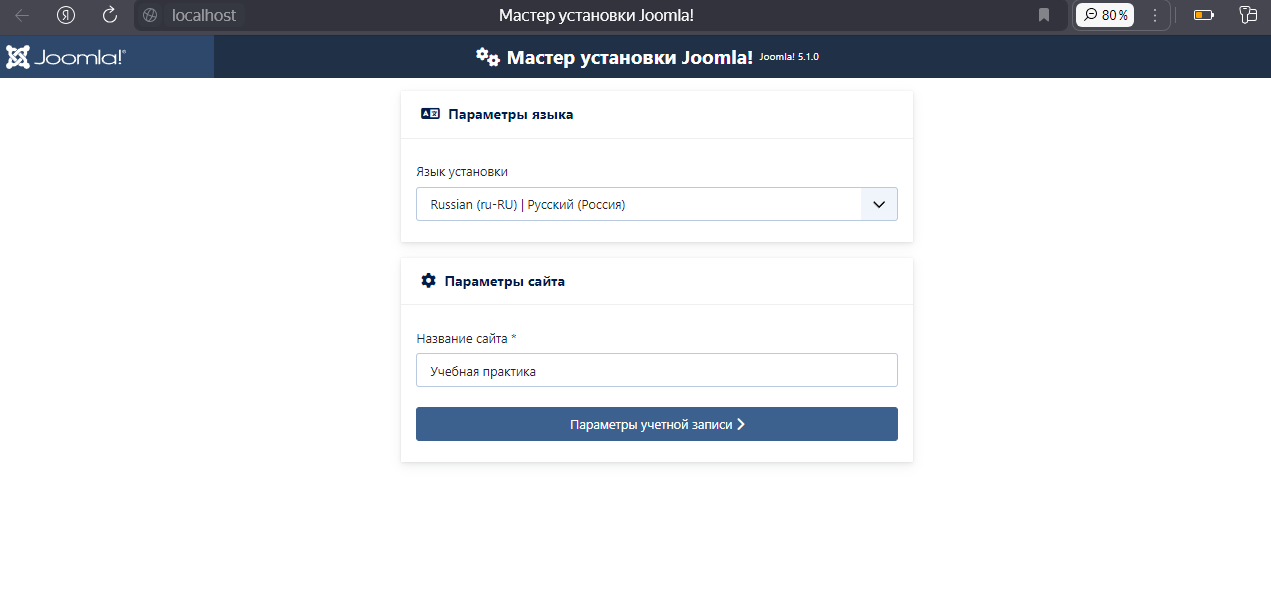 localhost
Мастер установки Joomla!
80 %
Joomla!®
Мастер установки Joomla! Joomla! 5.1.0
Параметры языка
Язык установки
Russian (ru-RU) | Русский (Россия)
Параметры сайта
Название сайта *
Учебная практика
Параметры учетной записи